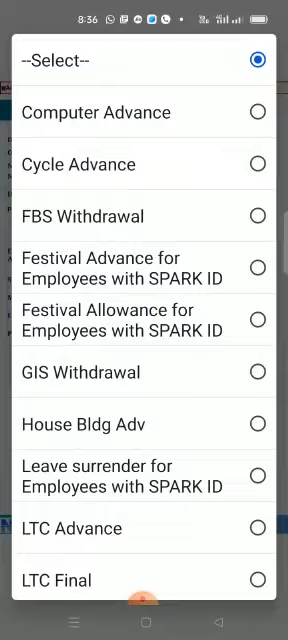 8:36
--Select--
Computer Advance
Cycle Advance
FBS Withdrawal
Festival Advance for
Employees with SPARK ID
Festival Allowance for
Employees with SPARK ID
GIS Withdrawal
House Bldg Adv
Leave surrender for
Employees with SPARK ID
LTC Advance
LTC Final